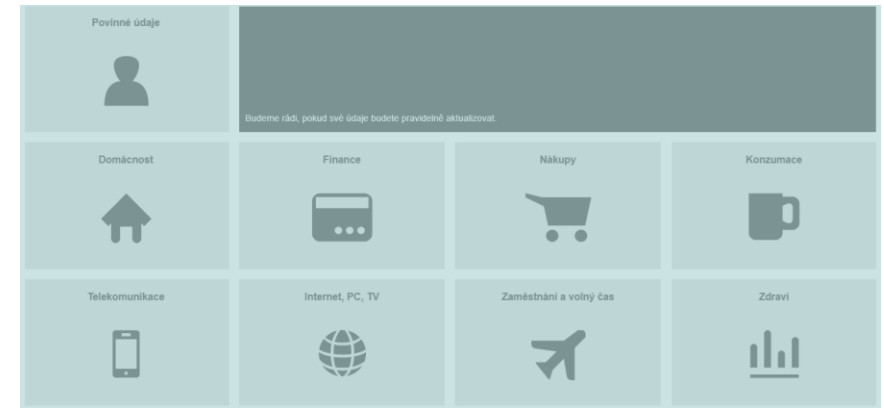 Povinné údaje
Budeme rádi, pokud své údaje budete pravidelně aktualizovat.
Domácnost
Finance
Nákupy
Konzumace
Telekomunikace
Internet, PC, TV
Zaměstnání a volný čas
Zdraví